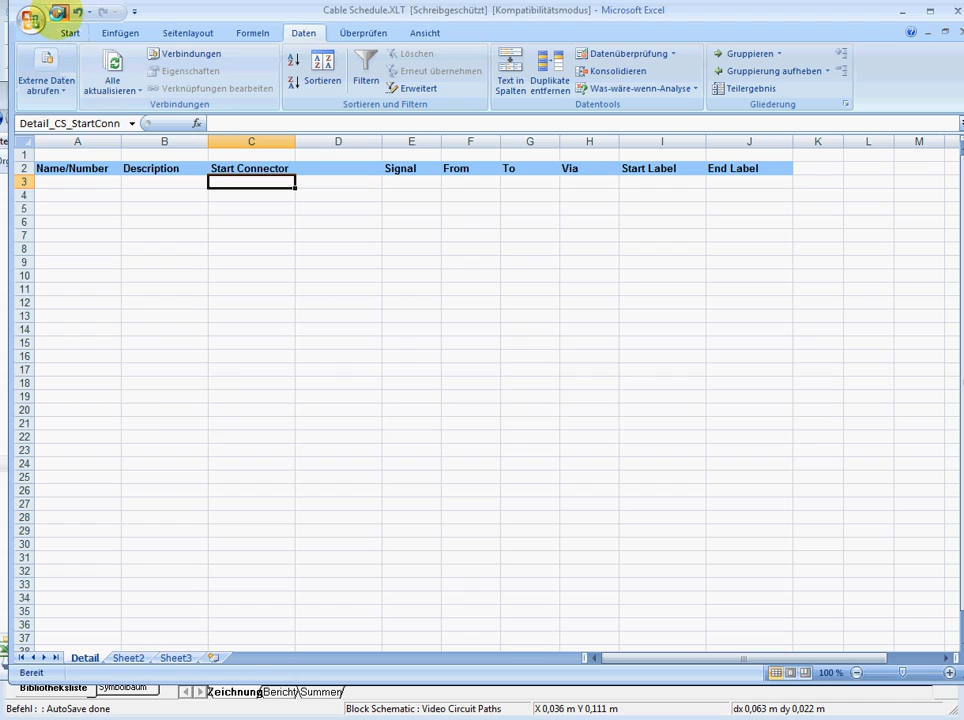 Cable Schedule.XLT [Schreibgeschützt] [Kompatibilitätsmodus] - Microsoft Excel
Start Einfügen Seitenlayout Formeln Daten Überprüfen Ansicht
Externe Daten abrufen
Alle aktualisieren
Verbindungen
Eigenschaften
Verknüpfungen bearbeiten
Verbindungen
Sortieren
Filtern
Löschen
Erneut übernehmen
Erweitert
Sortieren und Filtern
Text in Spalten
Duplikate entfernen
Datenüberprüfung
Konsolidieren
Was-wäre-wenn-Analyse
Datentools
Gruppieren
Gruppierung aufheben
Teilergebnis
Gliederung
Detail_CS_StartConn fx
A B C D E F G H I J K L M
1
2 Name/Number Description Start Connector Signal From To Via Start Label End Label
3
4
5
6
7
8
9
10
11
12
13
14
15
16
17
18
19
20
21
22
23
24
25
26
27
28
29
30
31
32
33
34
35
36
37
Detail Sheet2 Sheet3
Bereit 100 %
Bibliotheksliste Symbolbaum Zeichnung Bericht Summen
Befehl : AutoSave done Block Schematic : Video Circuit Paths X 0,036 m Y 0,111 m dx 0,063 m dy 0,022 m